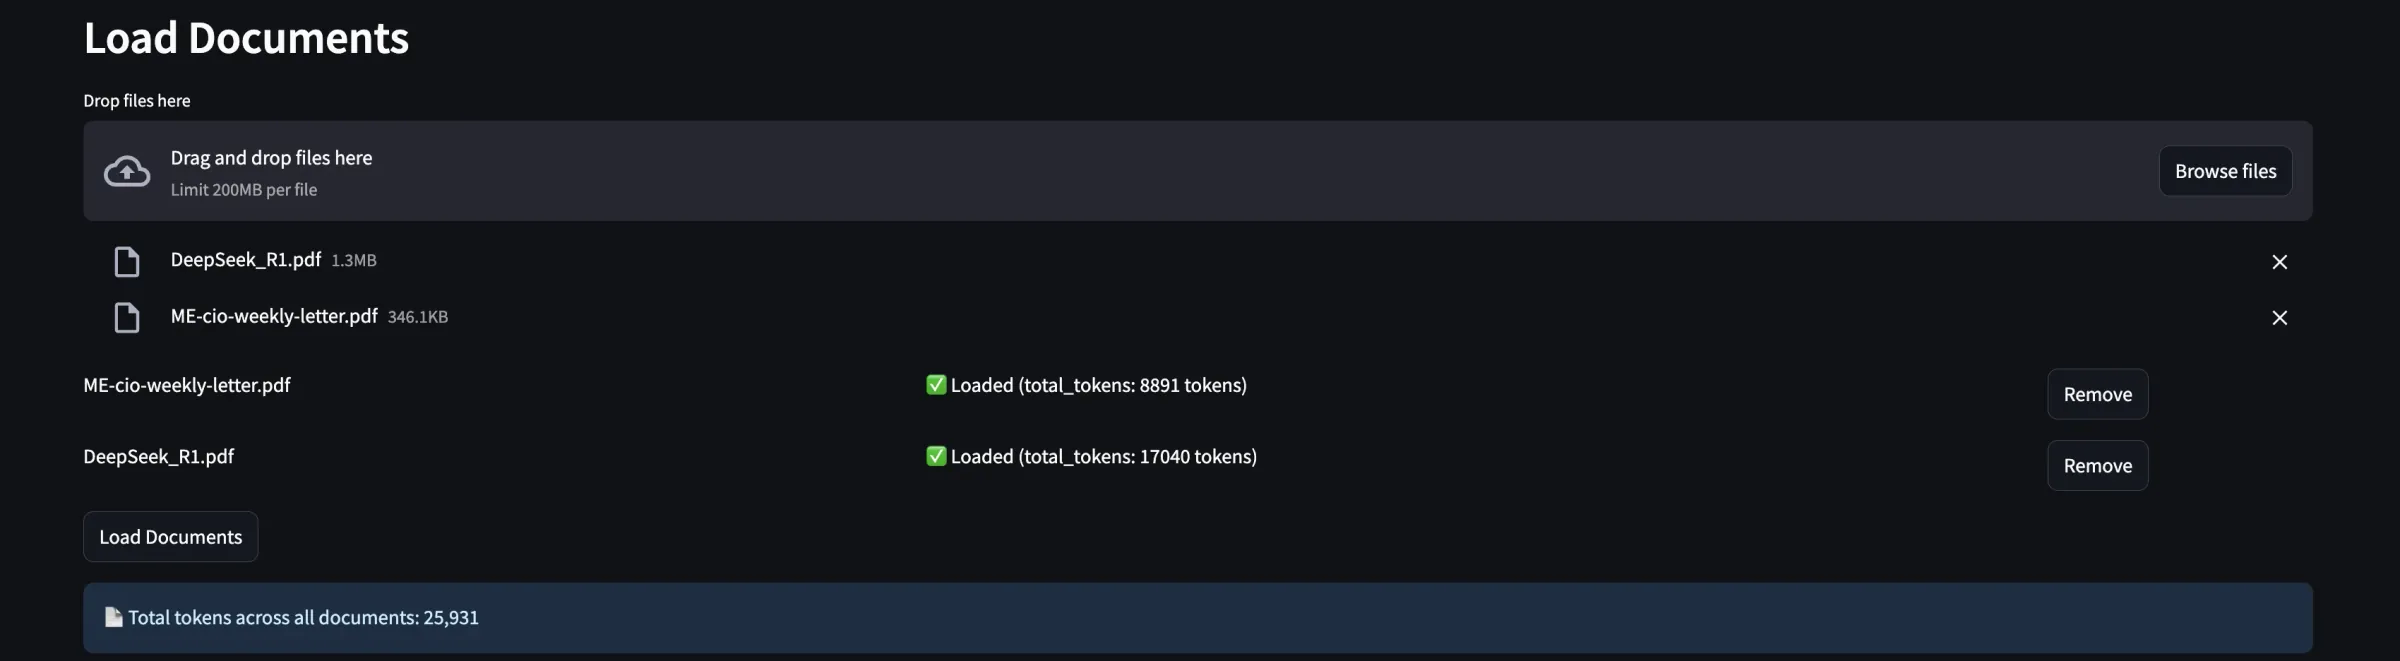 Load Documents
Drop files here
Drag and drop files here
Limit 200MB per file
Browse files
DeepSeek_R1.pdf 1.3MB
ME-cio-weekly-letter.pdf 346.1KB
ME-cio-weekly-letter.pdf ✅ Loaded (total_tokens: 8891 tokens) Remove
DeepSeek_R1.pdf ✅ Loaded (total_tokens: 17040 tokens) Remove
Load Documents
📄 Total tokens across all documents: 25,931